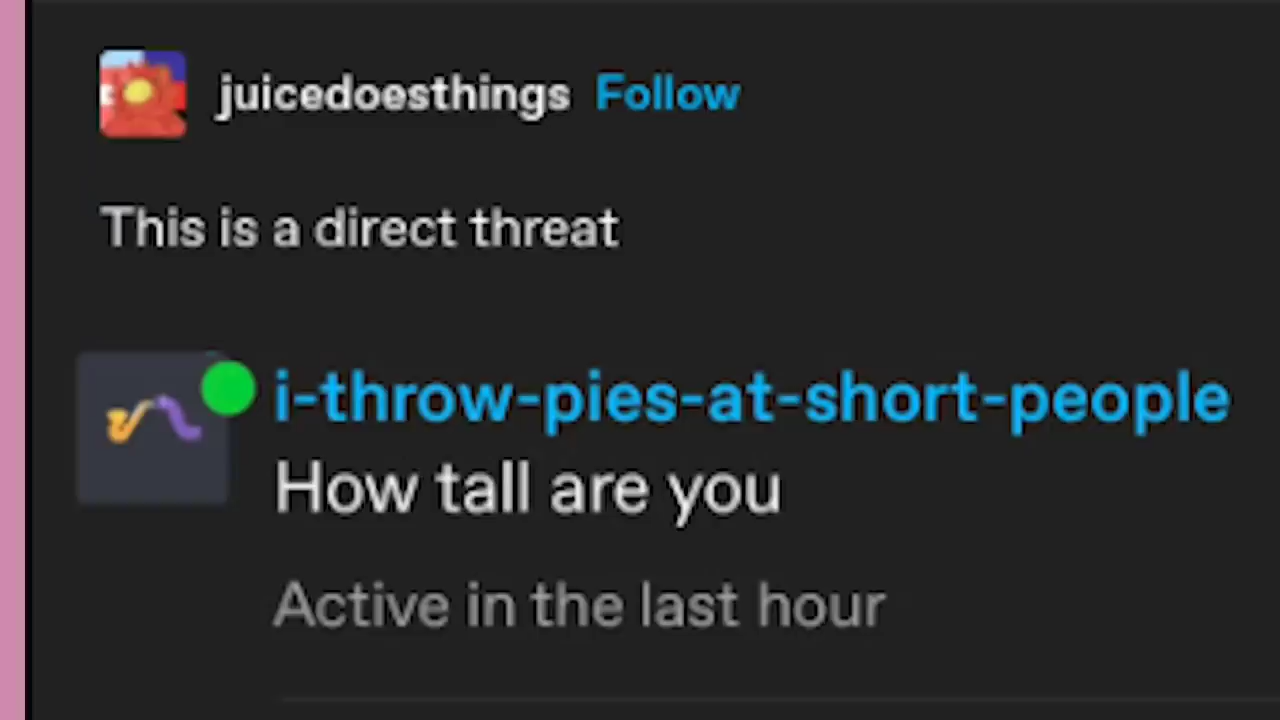 juicedoesthings Follow
This is a direct threat
i-throw-pies-at-short-people
How tall are you
Active in the last hour